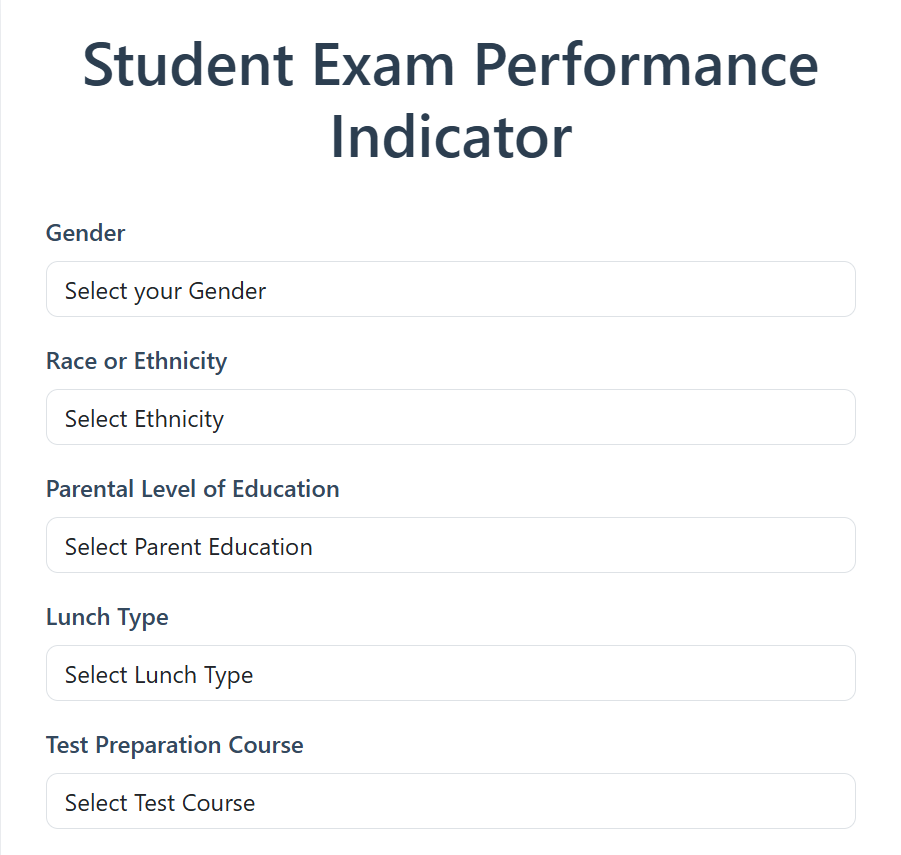 Student Exam Performance
Indicator
Gender
Select your Gender
Race or Ethnicity
Select Ethnicity
Parental Level of Education
Select Parent Education
Lunch Type
Select Lunch Type
Test Preparation Course
Select Test Course